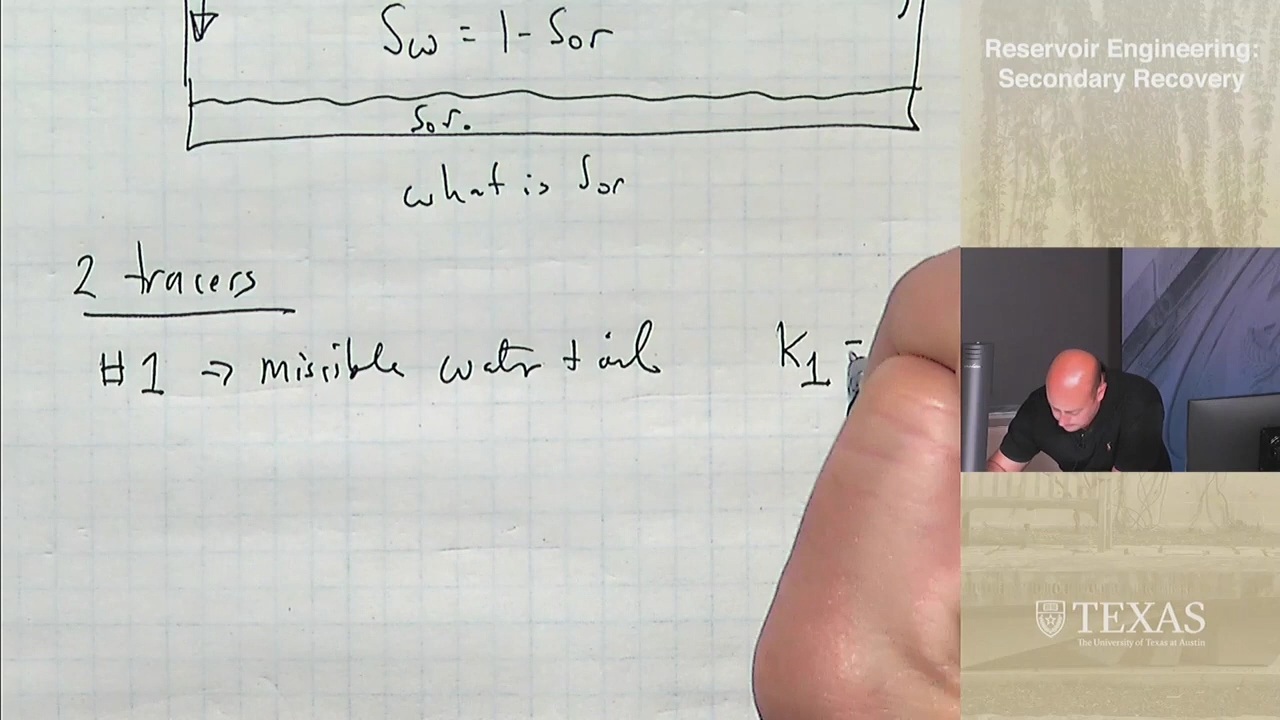 Sw = 1 - Sor
Sor.
what is Sor
2 tracers
#1 → miscible water + oil K1 =
Reservoir Engineering:
Secondary Recovery
TEXAS
The University of Texas at Austin